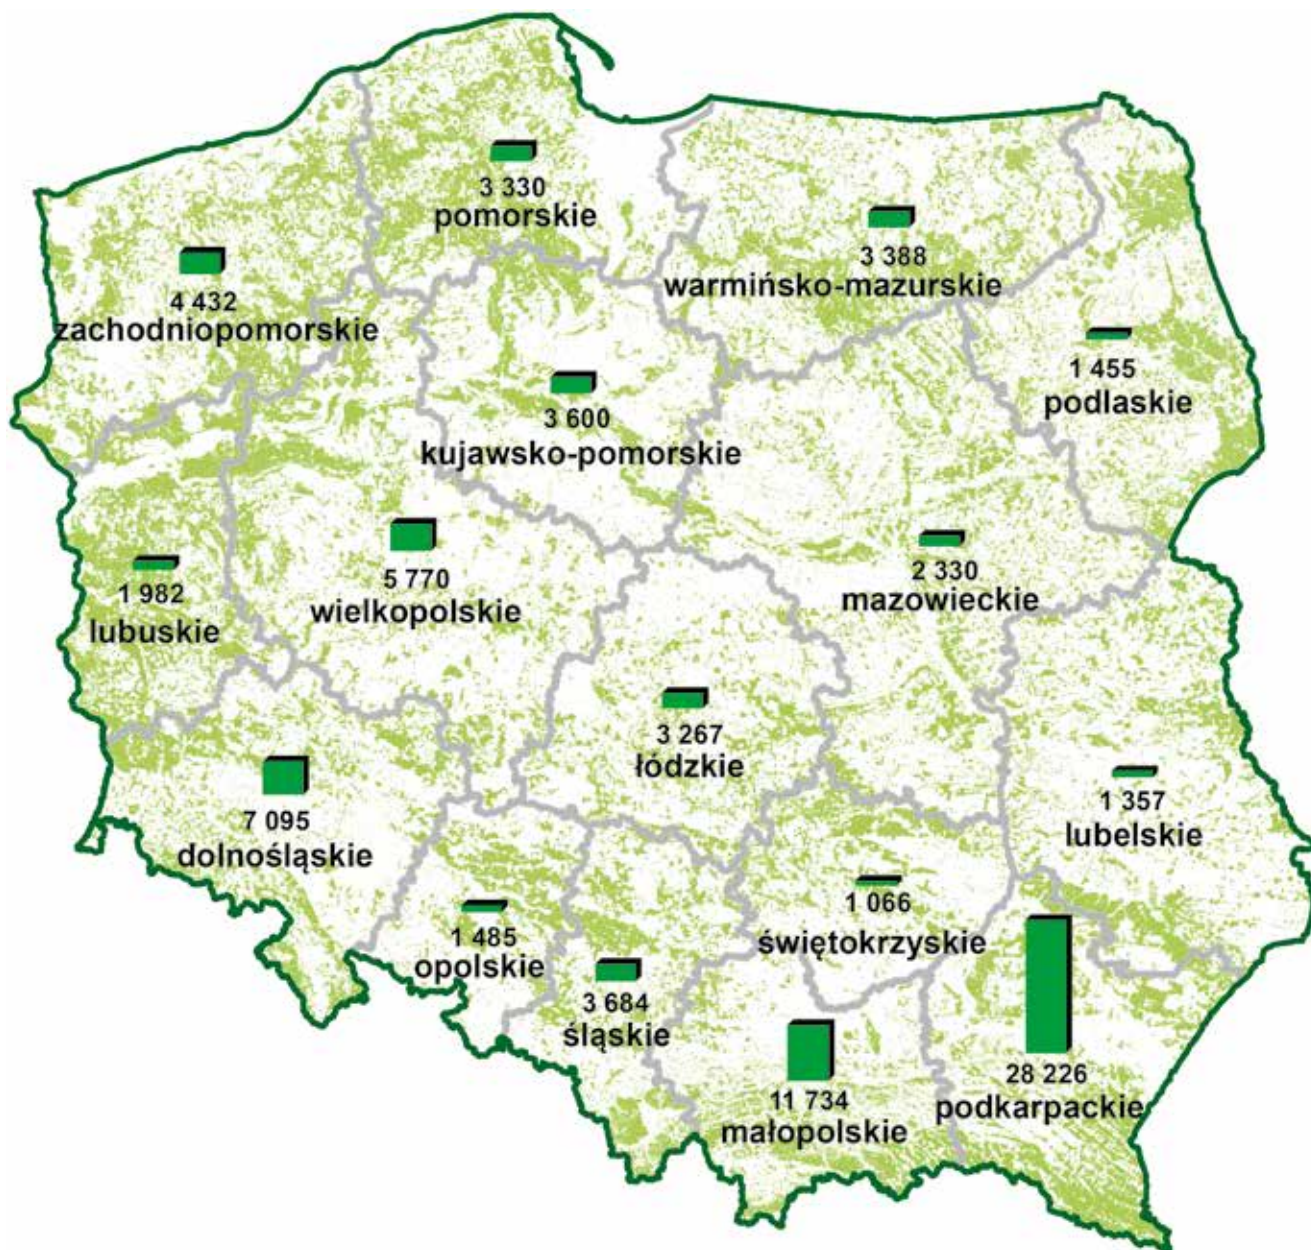 3 330
pomorskie
3 388
warmińsko-mazurskie
4 432
zachodniopomorskie
1 455
podlaskie
3 600
kujawsko-pomorskie
5 770
wielkopolskie
2 330
mazowieckie
1 982
lubuskie
3 267
łódzkie
1 357
lubelskie
7 095
dolnośląskie
1 066
świętokrzyskie
1 485
opolskie
3 684
śląskie
28 226
podkarpackie
11 734
małopolskie